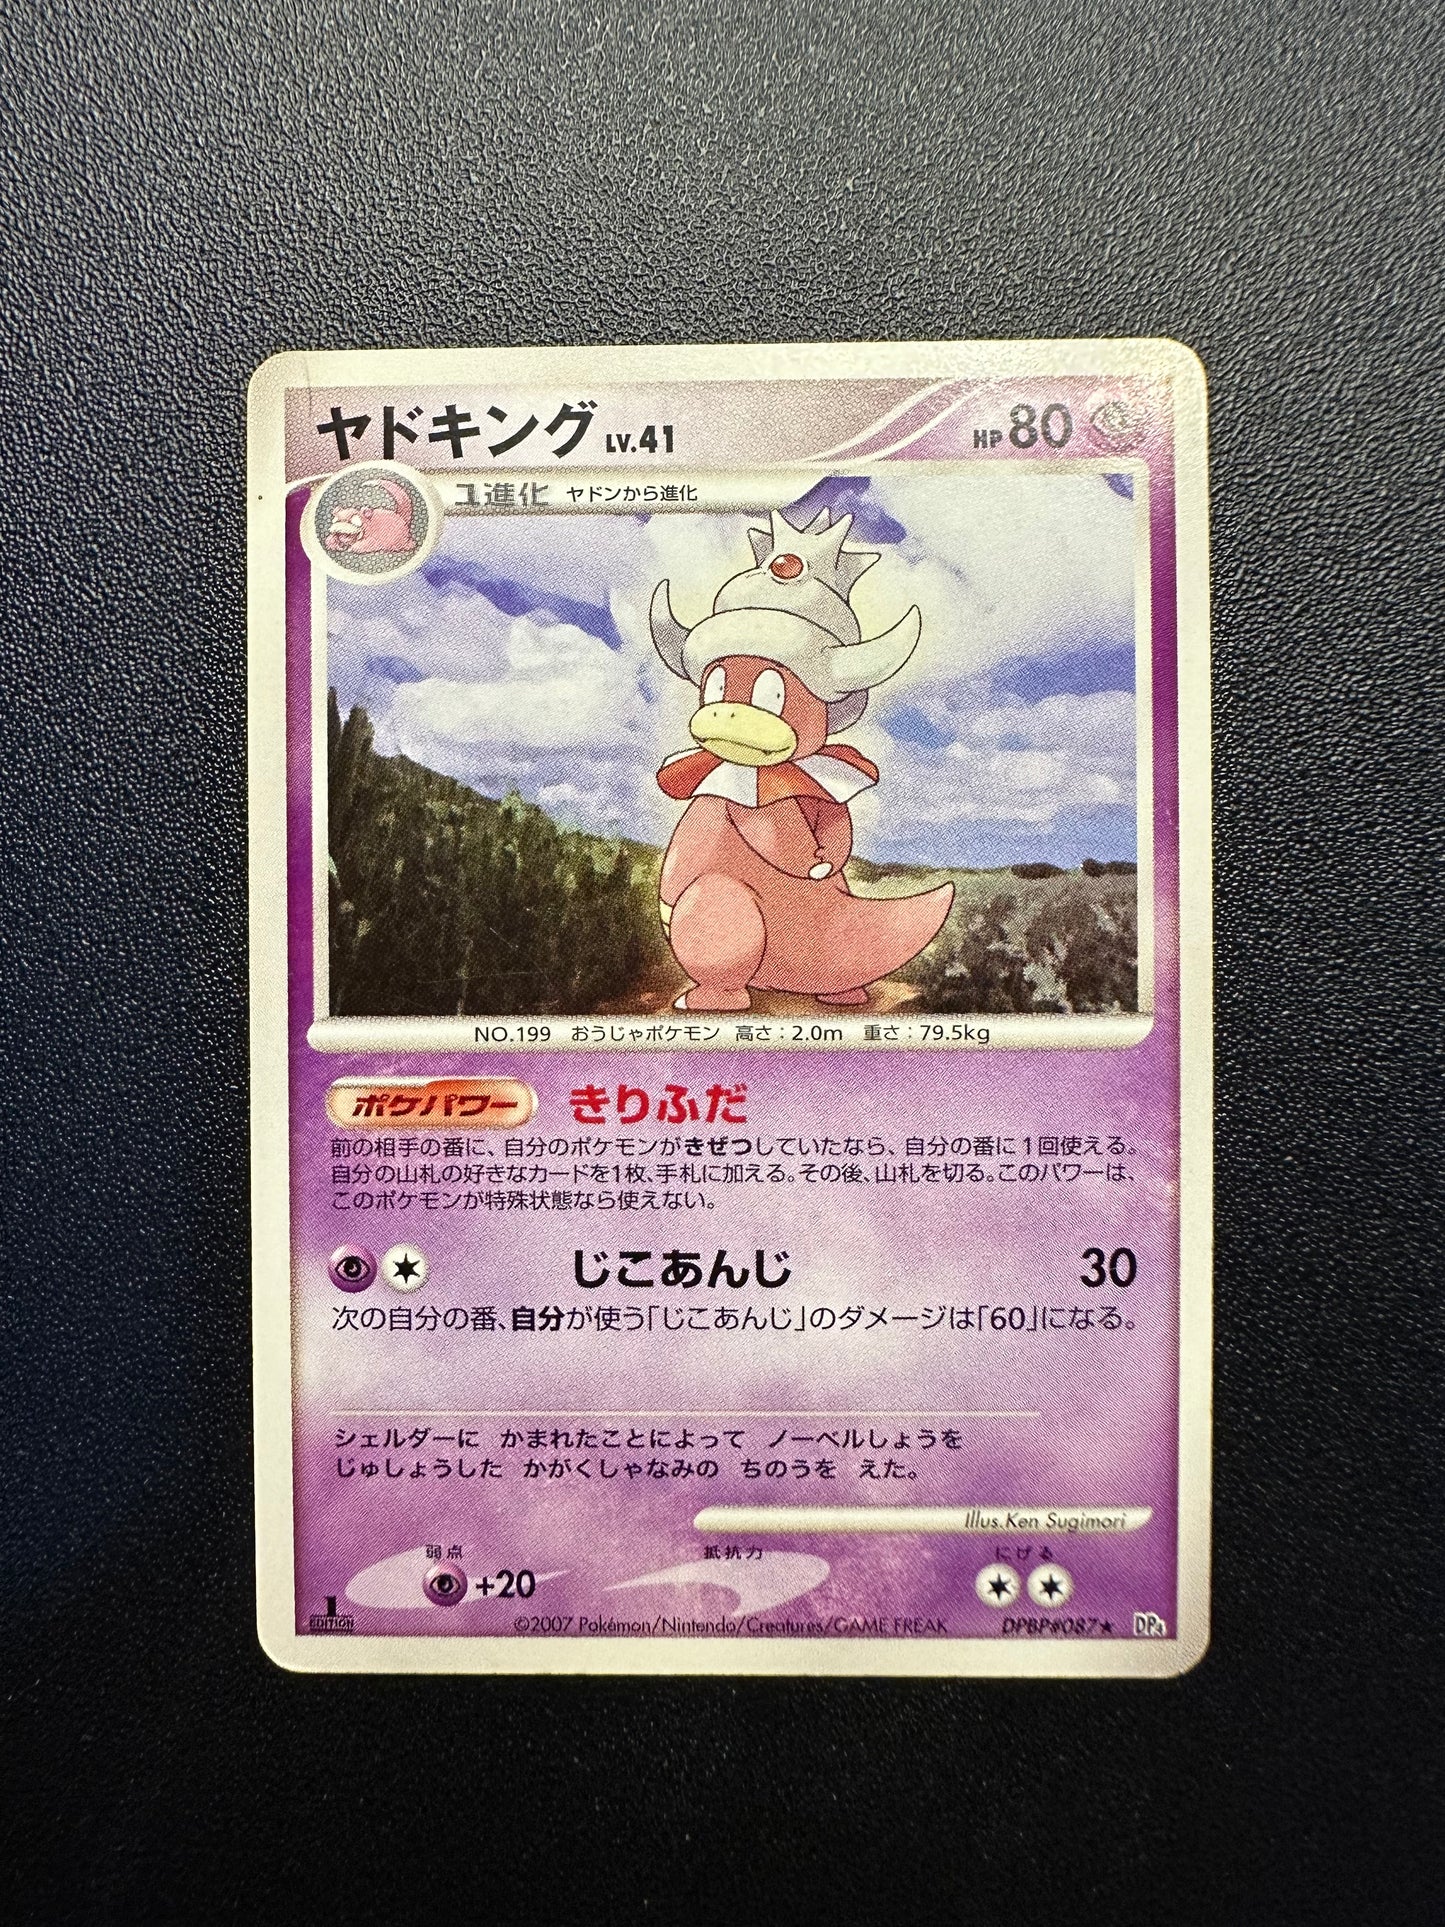 ヤドキング LV.41 HP 80
1進化 ヤドンから進化
NO.199 おうじゃポケモン 高さ：2.0m 重さ：79.5kg
ポケパワー きりふだ
前の相手の番に、自分のポケモンがきぜつしていたなら、自分の番に1回使える。
自分の山札の好きなカードを1枚、手札に加える。その後、山札を切る。このパワーは、
このポケモンが特殊状態なら使えない。
じこあんじ 30
次の自分の番、自分が使う「じこあんじ」のダメージは「60」になる。
シェルダーに かまれたことによって ノーベルしょうを
じゅしょうした かがくしゃなみの ちのうを えた。
Illus.Ken Sugimori
弱点 抵抗力 にげる
+20
1 EDITION ©2007 Pokémon/Nintendo/Creatures/GAME FREAK DPBP#087★ DP4